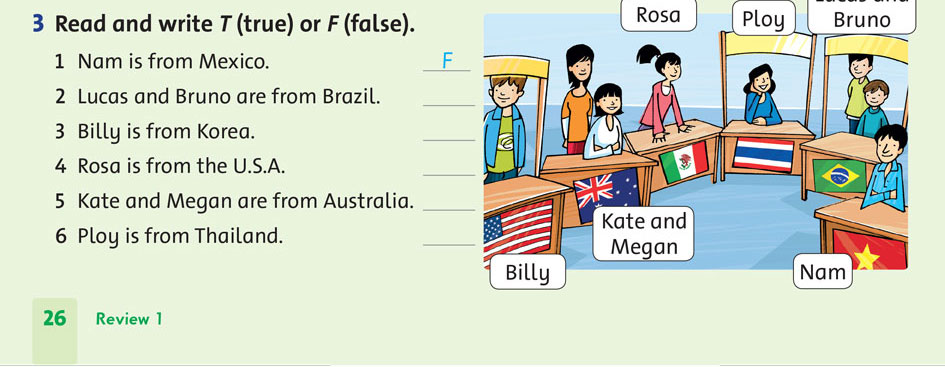 3 Read and write T (true) or F (false).
1 Nam is from Mexico. F
2 Lucas and Bruno are from Brazil.
3 Billy is from Korea.
4 Rosa is from the U.S.A.
5 Kate and Megan are from Australia.
6 Ploy is from Thailand.
Rosa
Ploy
Lucas and
Bruno
Kate and
Megan
Billy
Nam
26 Review 1